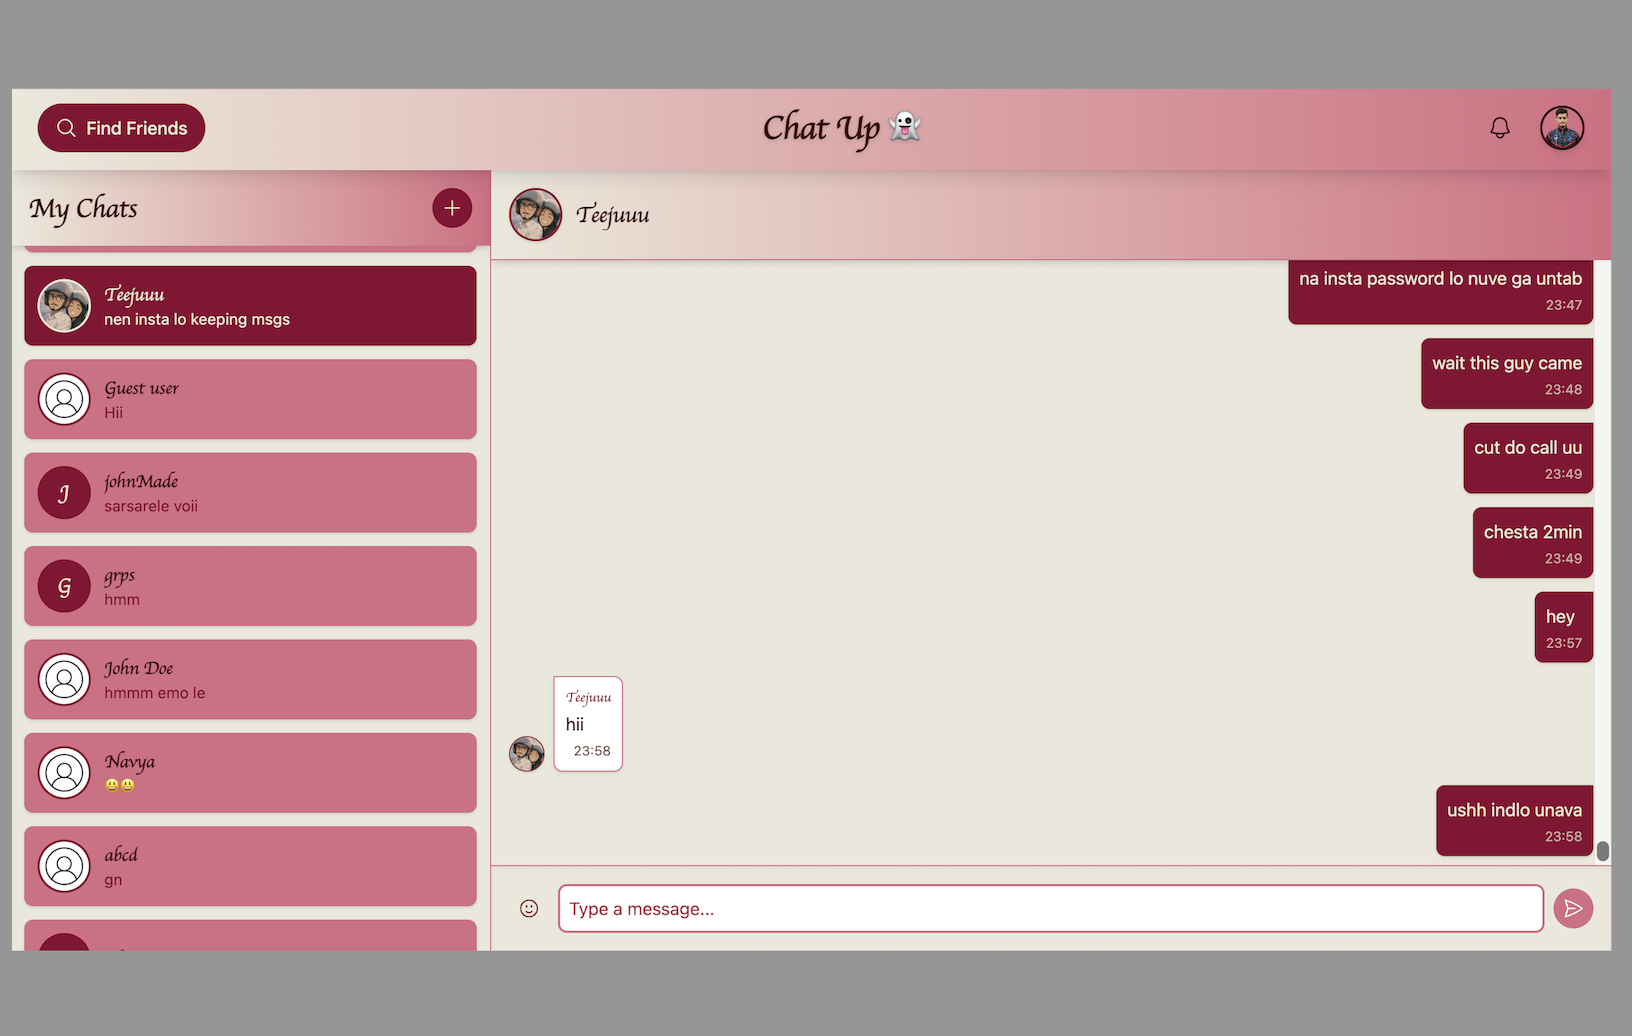 Find Friends
Chat Up 👻
My Chats
+
Teejuuu
nen insta lo keeping msgs
Guest user
Hii
J
johnMade
sarsarele voii
G
grps
hmm
John Doe
hmmm emo le
Navya
😃😃
abcd
gn
Teejuuu
na insta password lo nuve ga untab
23:47
wait this guy came
23:48
cut do call uu
23:49
chesta 2min
23:49
hey
23:57
Teejuuu
hii
23:58
ushh indlo unava
23:58
Type a message...